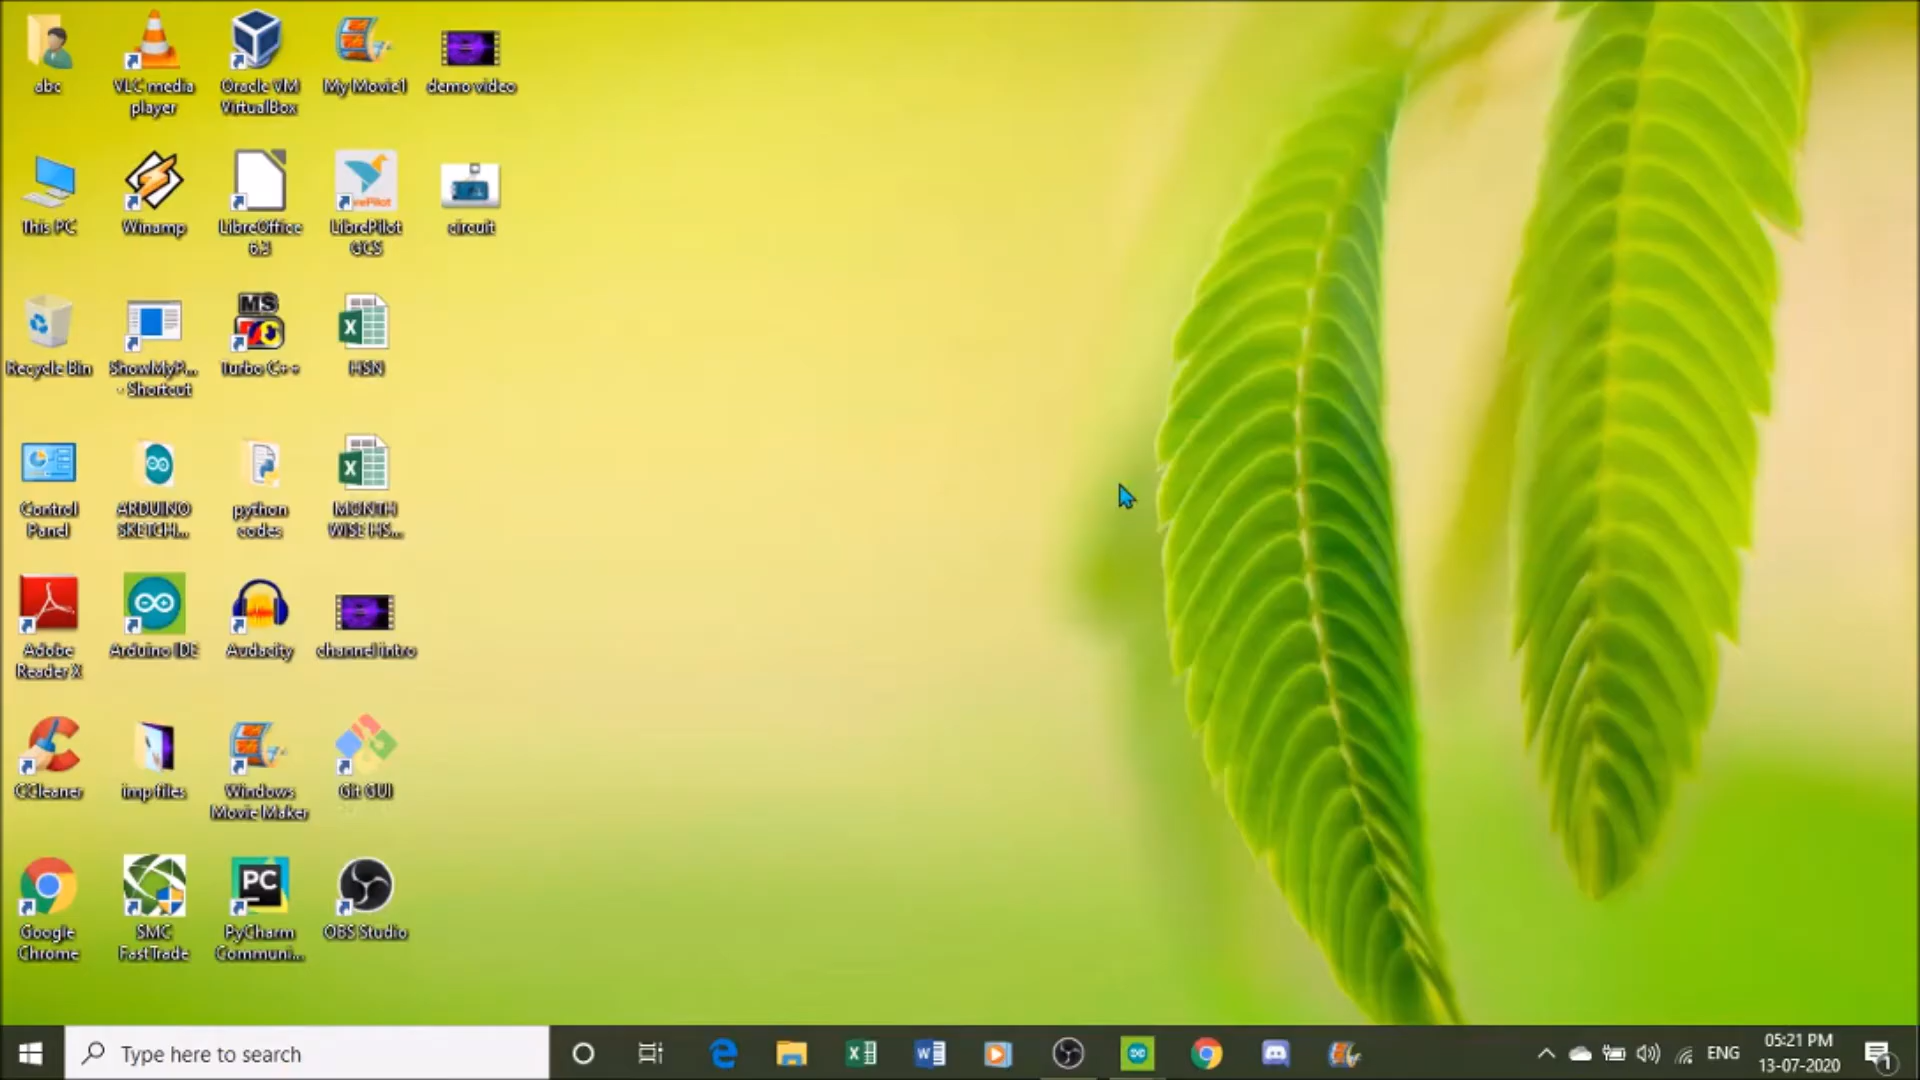 abc
VLC media
player
Oracle VM
VirtualBox
My Movie1
demo video
This PC
Winamp
LibreOffice
6.3
LibrePilot
GCS
circuit
Recycle Bin
ShowMyP...
- Shortcut
MS
Turbo C++
HSN
Control
Panel
ARDUINO
SKETCH...
python
codes
MONTH
WISE HS...
Adobe
Reader X
Arduino IDE
Audacity
channel intro
CCleaner
imp files
Windows
Movie Maker
Git GUI
PC
Google
Chrome
SMC
FastTrade
PyCharm
Communi...
OBS Studio
Type here to search
ENG
05:21 PM
13-07-2020
1